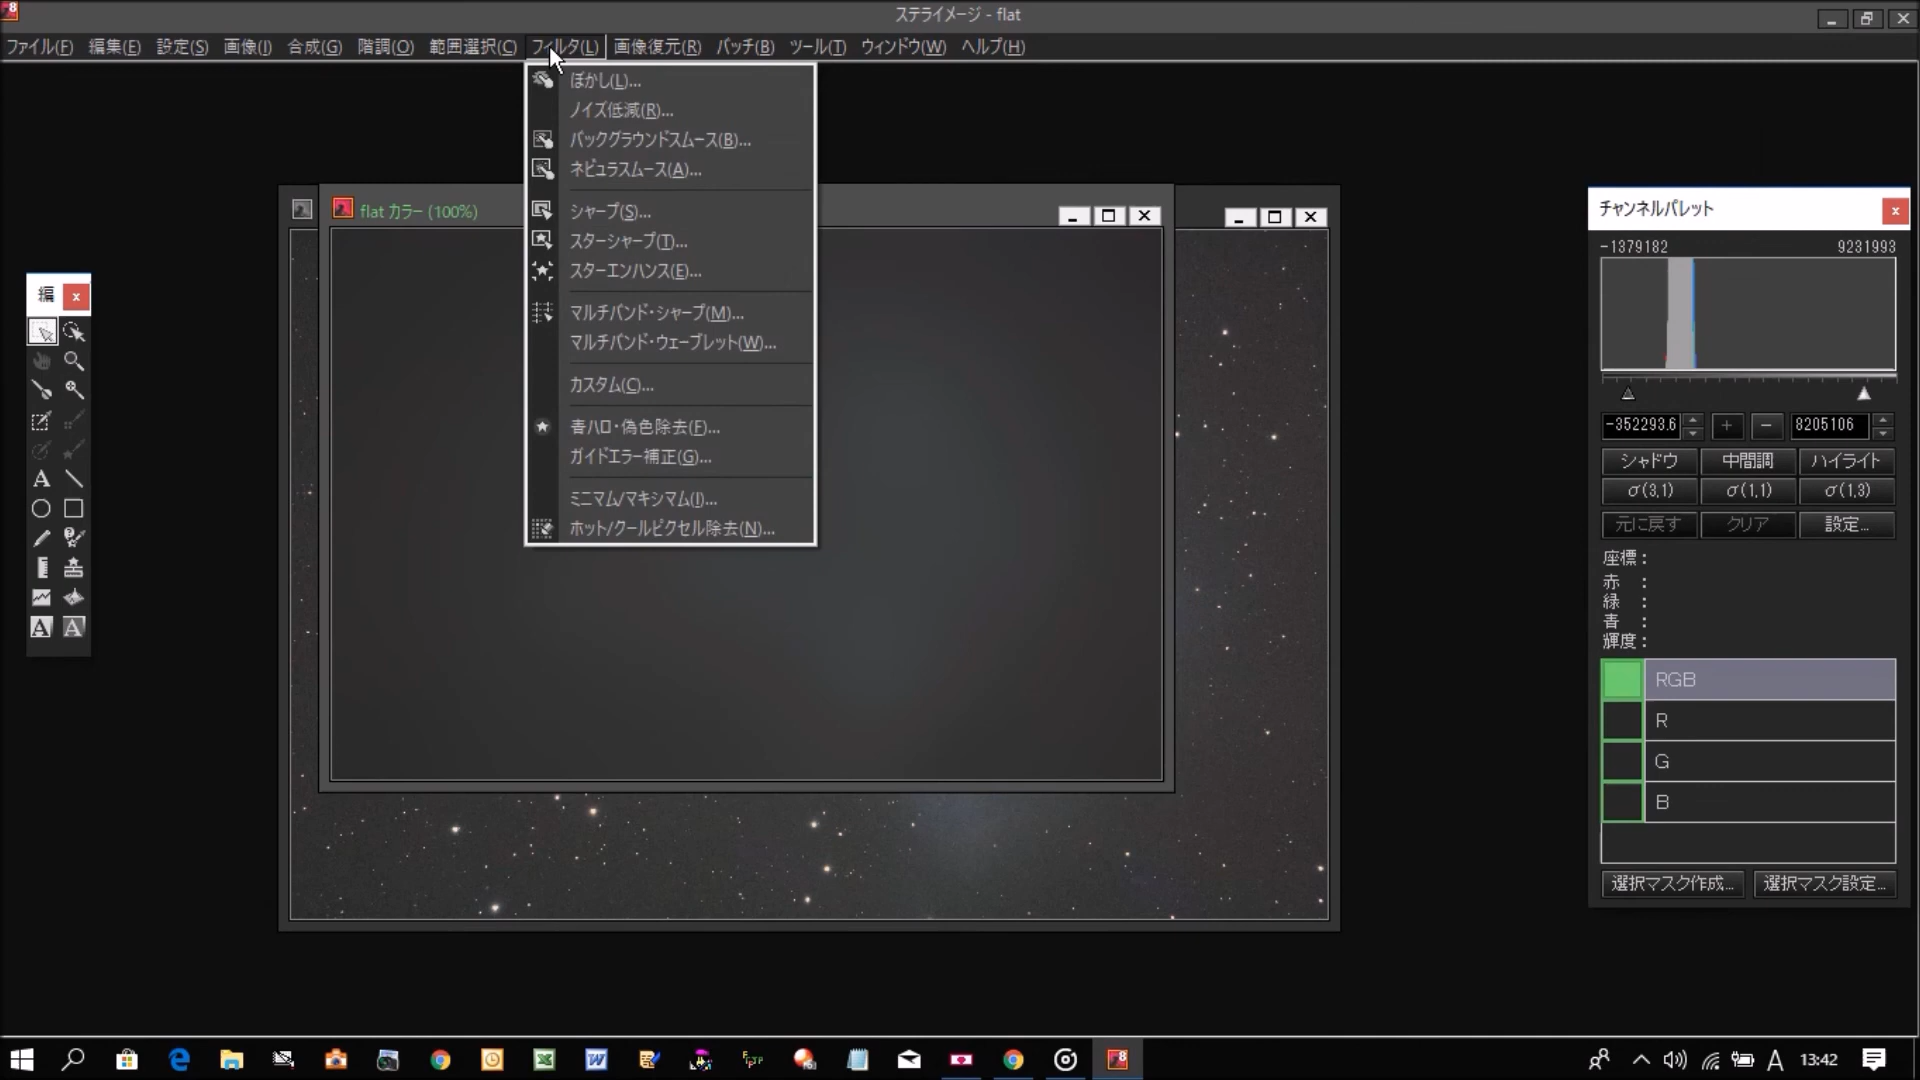 ステライメージ - flat
ファイル(F) 編集(E) 設定(S) 画像(I) 合成(G) 階調(O) 範囲選択(C) フィルタ(L) 画像復元(R) バッチ(B) ツール(T) ウィンドウ(W) ヘルプ(H)
ぼかし(L)...
ノイズ低減(R)...
バックグラウンドスムース(B)...
ネビュラスムース(A)...
シャープ(S)...
スターシャープ(T)...
スターエンハンス(E)...
マルチバンド・シャープ(M)...
マルチバンド・ウェーブレット(W)...
カスタム(C)...
青ハロ・偽色除去(F)...
ガイドエラー補正(G)...
ミニマム/マキシマム(I)...
ホット/クールピクセル除去(N)...
flat カラー (100%)
編
チャンネルパレット
-1379182 9231993
-352293.6 + - 8205106
シャドウ 中間調 ハイライト
σ(3,1) σ(1,1) σ(1,3)
元に戻す クリア 設定...
座標:
赤 :
緑 :
青 :
輝度:
RGB
R
G
B
選択マスク作成... 選択マスク設定...
A 13:42